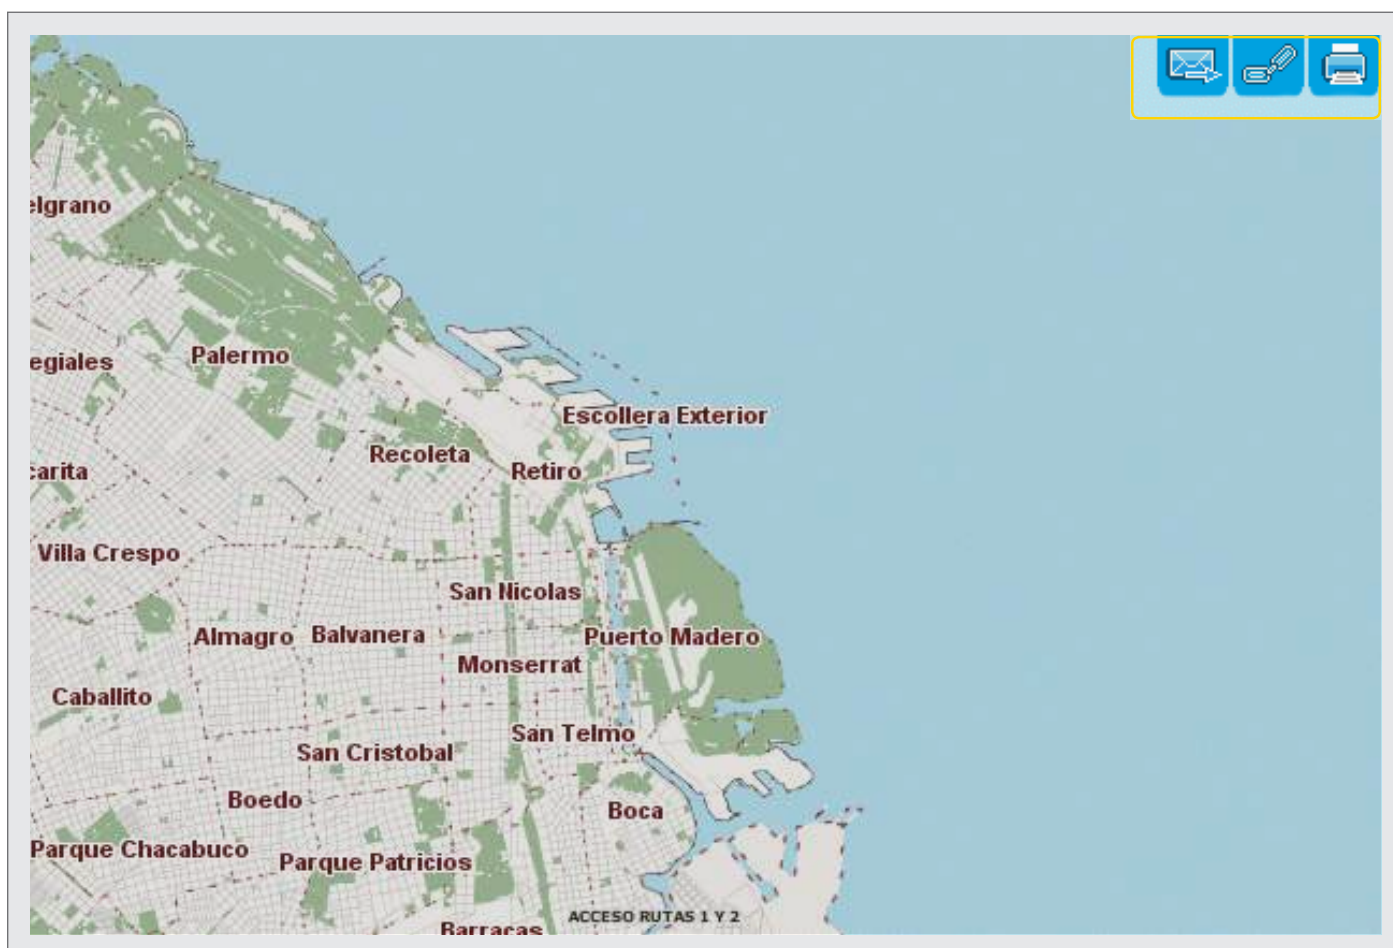 elgrano
egiales
Palermo
Escollera Exterior
Recoleta
Retiro
carita
Villa Crespo
San Nicolas
Almagro
Balvanera
Puerto Madero
Monserrat
Caballito
San Telmo
San Cristobal
Boedo
Boca
Parque Chacabuco
Parque Patricios
ACCESO RUTAS 1 Y 2
Barracas